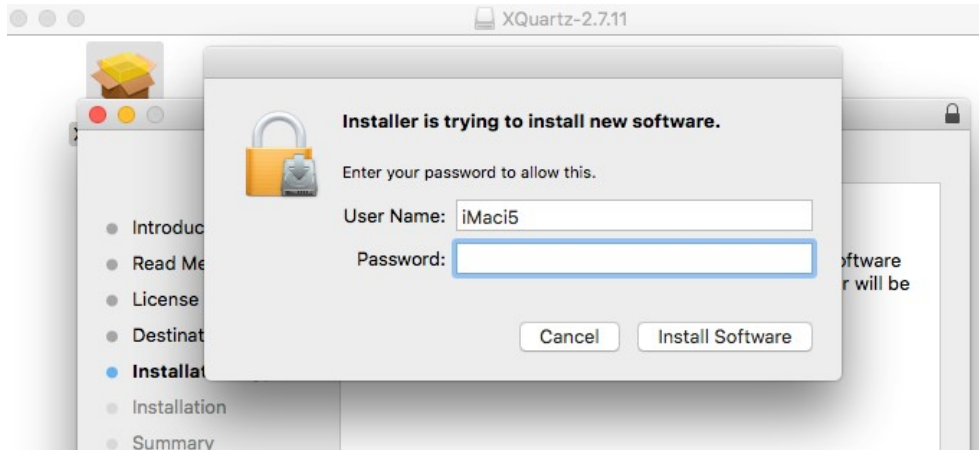 XQuartz-2.7.11
Installer is trying to install new software.
Enter your password to allow this.
User Name: iMaci5
Password:
Cancel Install Software
Introduc
Read Me
License
Destinat
Installat
Installation
Summary
oftware
r will be